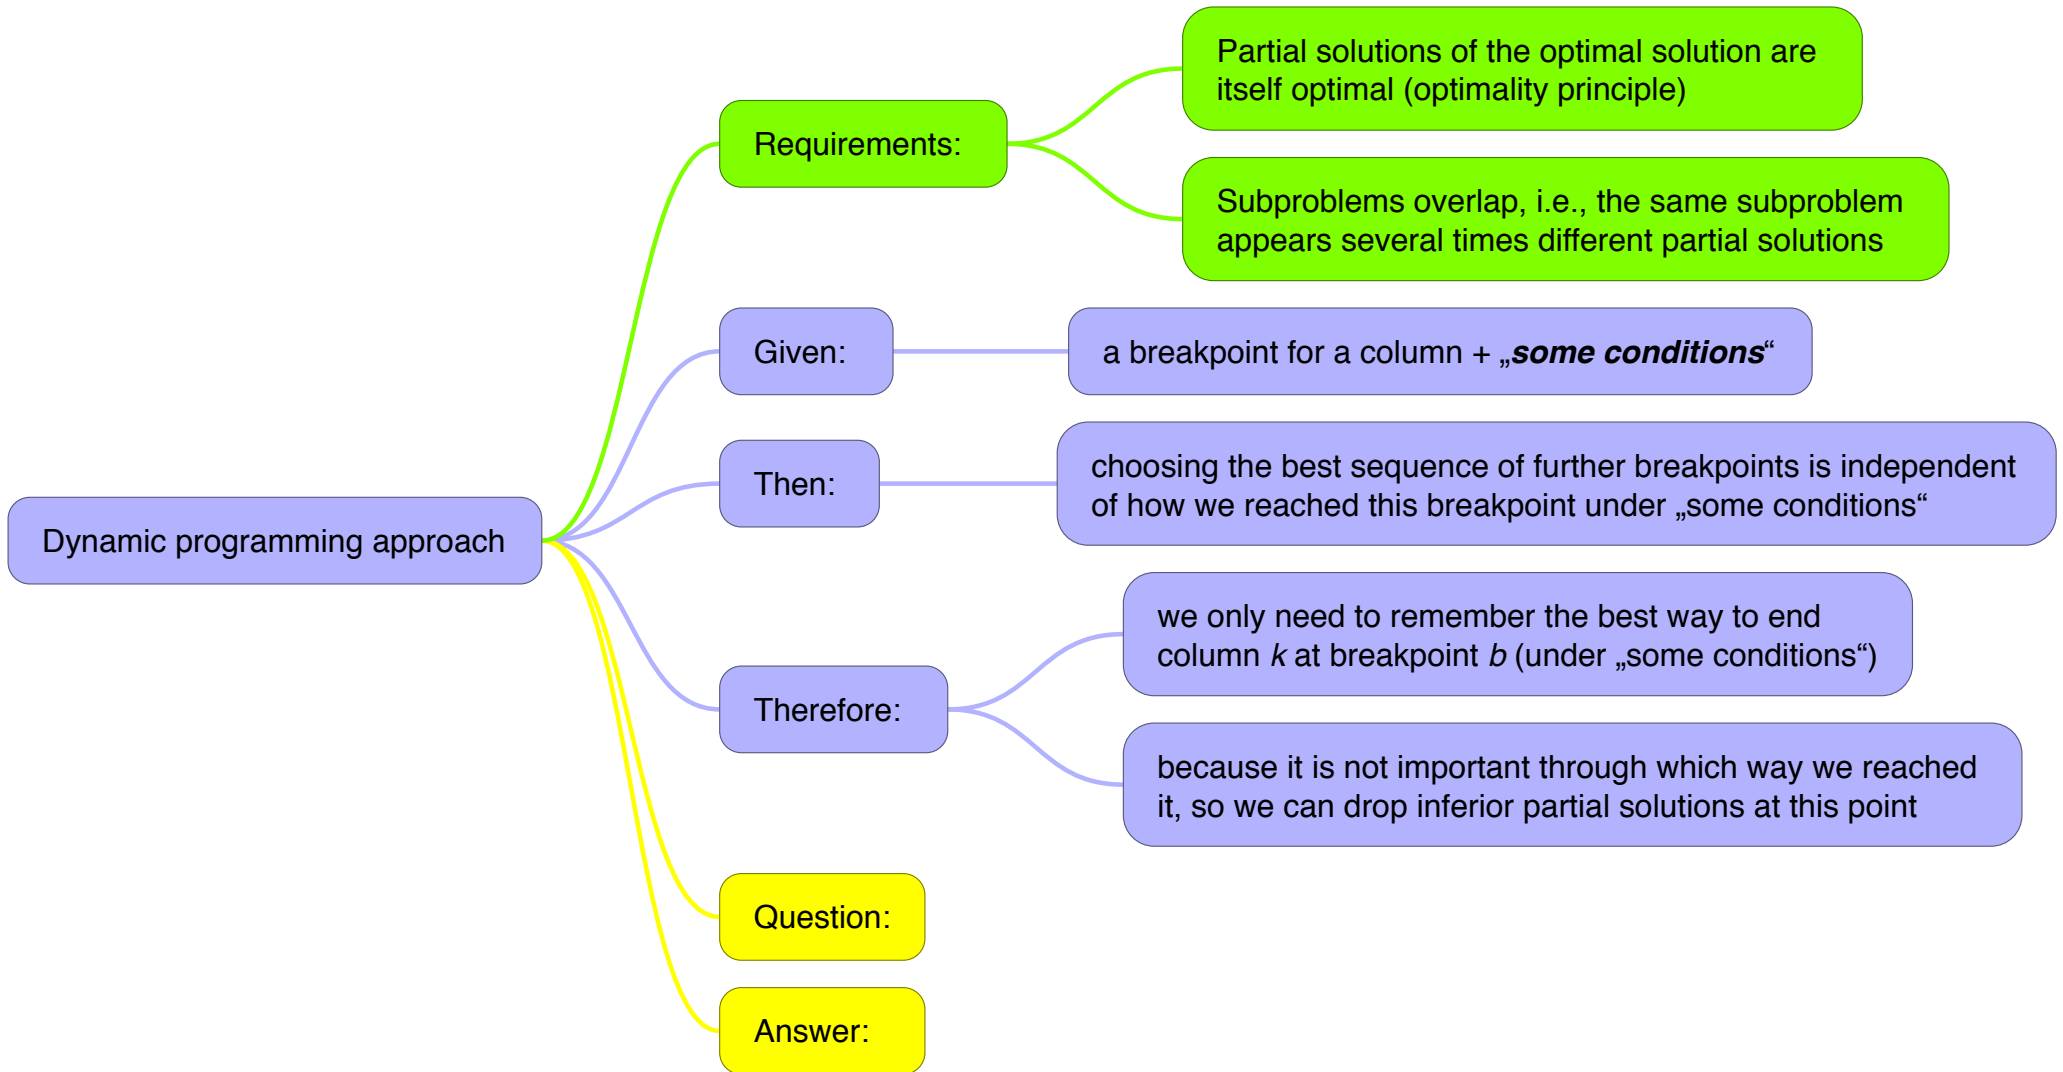 Partial solutions of the optimal solution are
itself optimal (optimality principle)
Requirements:
Subproblems overlap, i.e., the same subproblem
appears several times different partial solutions
Given:
a breakpoint for a column + „some conditions“
Then:
choosing the best sequence of further breakpoints is independent
of how we reached this breakpoint under „some conditions“
Dynamic programming approach
we only need to remember the best way to end
column k at breakpoint b (under „some conditions“)
Therefore:
because it is not important through which way we reached
it, so we can drop inferior partial solutions at this point
Question:
Answer: